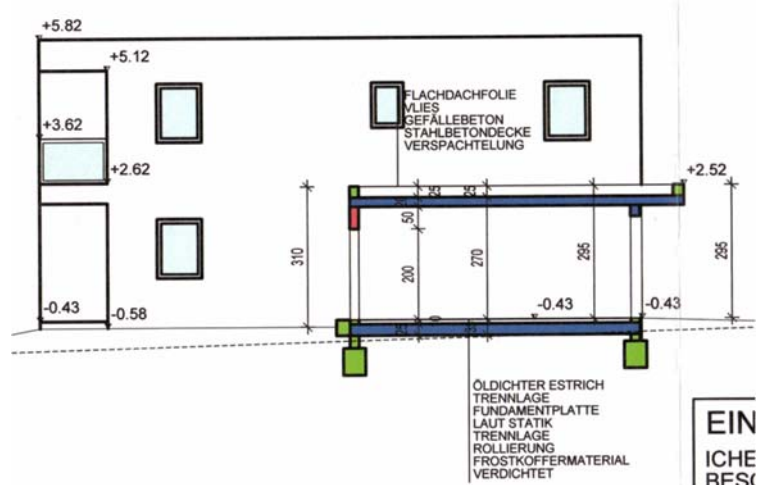 +5.82
+5.12
+3.62
+2.62
FLACHDACHFOLIE
VLIES
GEFÄLLEBETON
STAHLBETONDECKE
VERSPACHTELUNG
+2.52
25
25
50
310
200
270
295
295
-0.43
-0.58
-0.43
-0.43
25
ÖLDICHTER ESTRICH
TRENNLAGE
FUNDAMENTPLATTE
LAUT STATIK
TRENNLAGE
ROLLIERUNG
FROSTKOFFERMATERIAL
VERDICHTET
EIN
ICHE
BESC